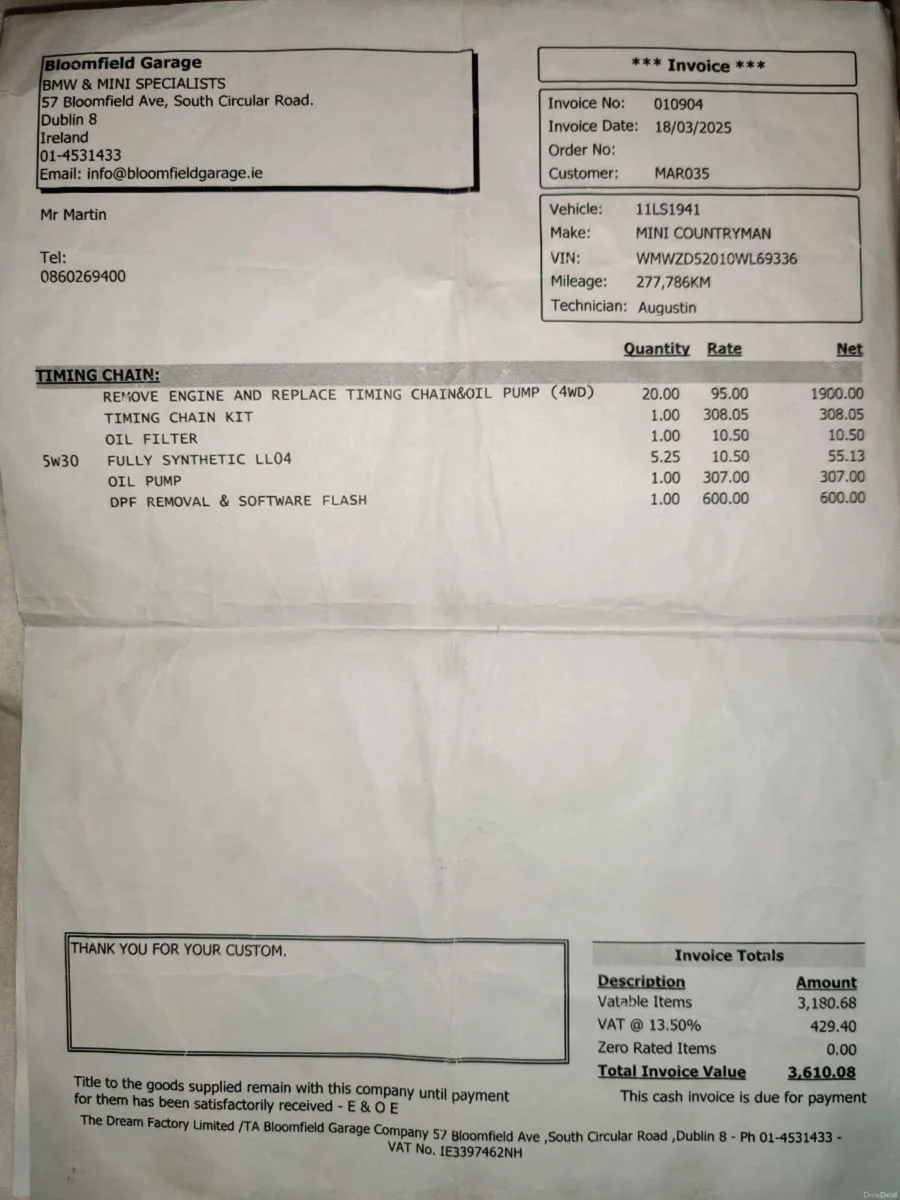 Bloomfield Garage
BMW & MINI SPECIALISTS
57 Bloomfield Ave, South Circular Road.
Dublin 8
Ireland
01-4531433
Email: info@bloomfieldgarage.ie
*** Invoice ***
Invoice No: 010904
Invoice Date: 18/03/2025
Order No:
Customer: MAR035
Mr Martin
Tel:
0860269400
Vehicle: 11LS1941
Make: MINI COUNTRYMAN
VIN: WMWZD52010WL69336
Mileage: 277,786KM
Technician: Augustin
Quantity Rate Net
TIMING CHAIN:
REMOVE ENGINE AND REPLACE TIMING CHAIN&OIL PUMP (4WD) 20.00 95.00 1900.00
TIMING CHAIN KIT 1.00 308.05 308.05
OIL FILTER 1.00 10.50 10.50
5W30 FULLY SYNTHETIC LL04 5.25 10.50 55.13
OIL PUMP 1.00 307.00 307.00
DPF REMOVAL & SOFTWARE FLASH 1.00 600.00 600.00
THANK YOU FOR YOUR CUSTOM.
Invoice Totals
Description Amount
Vatable Items 3,180.68
VAT @ 13.50% 429.40
Zero Rated Items 0.00
Total Invoice Value 3,610.08
This cash invoice is due for payment
Title to the goods supplied remain with this company until payment
for them has been satisfactorily received - E & O E
The Dream Factory Limited /TA Bloomfield Garage Company 57 Bloomfield Ave ,South Circular Road ,Dublin 8 - Ph 01-4531433 -
VAT No. IE3397462NH
DoneDeal